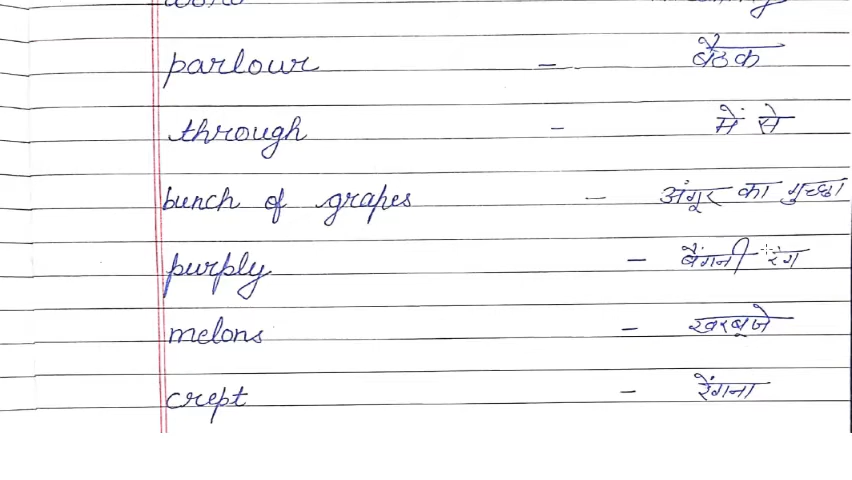 parlour - बैठक
through - में से
bunch of grapes - अंगूर का गुच्छा
purply - बैंगनी रंग
melons - खरबूजे
crept - रेंगना